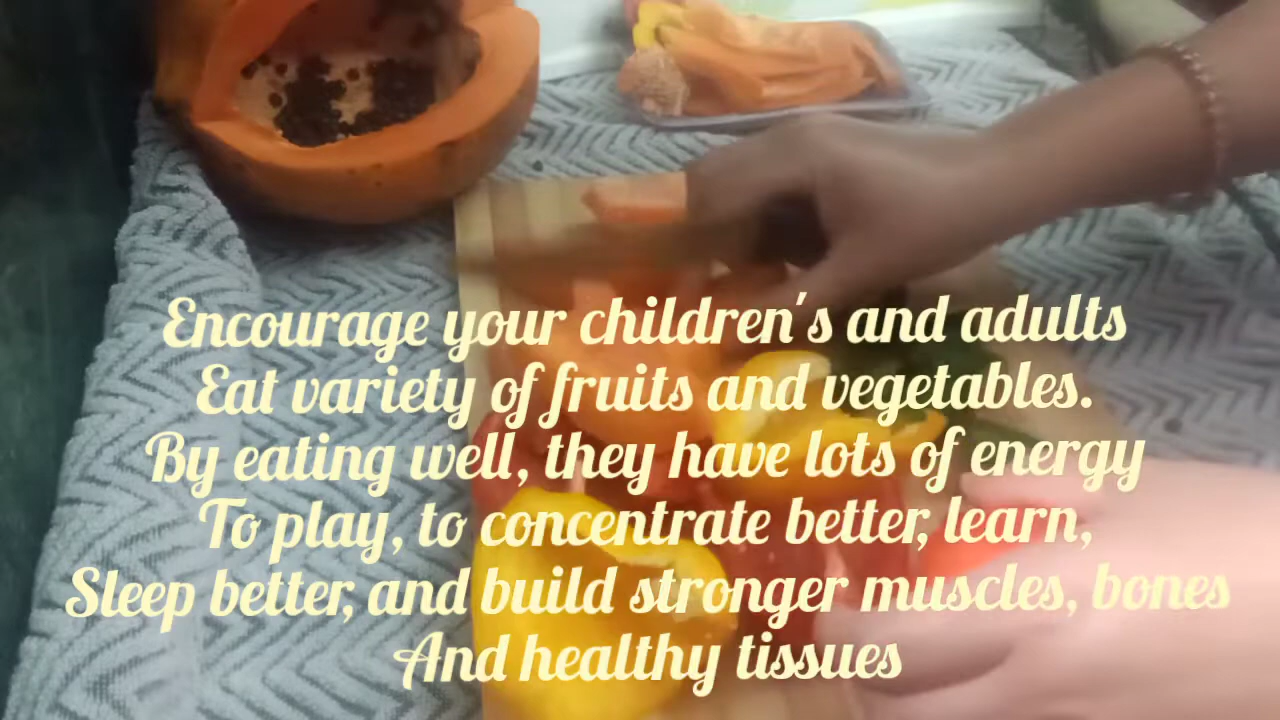 Encourage your children's and adults
Eat variety of fruits and vegetables.
By eating well, they have lots of energy
To play, to concentrate better, learn,
Sleep better, and build stronger muscles, bones
And healthy tissues